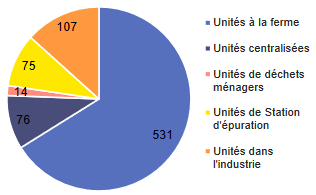 107
75
14
76
531
Unités à la ferme
Unités centralisées
Unités de déchets
ménagers
Unités de Station
d'épuration
Unités dans
l'industrie